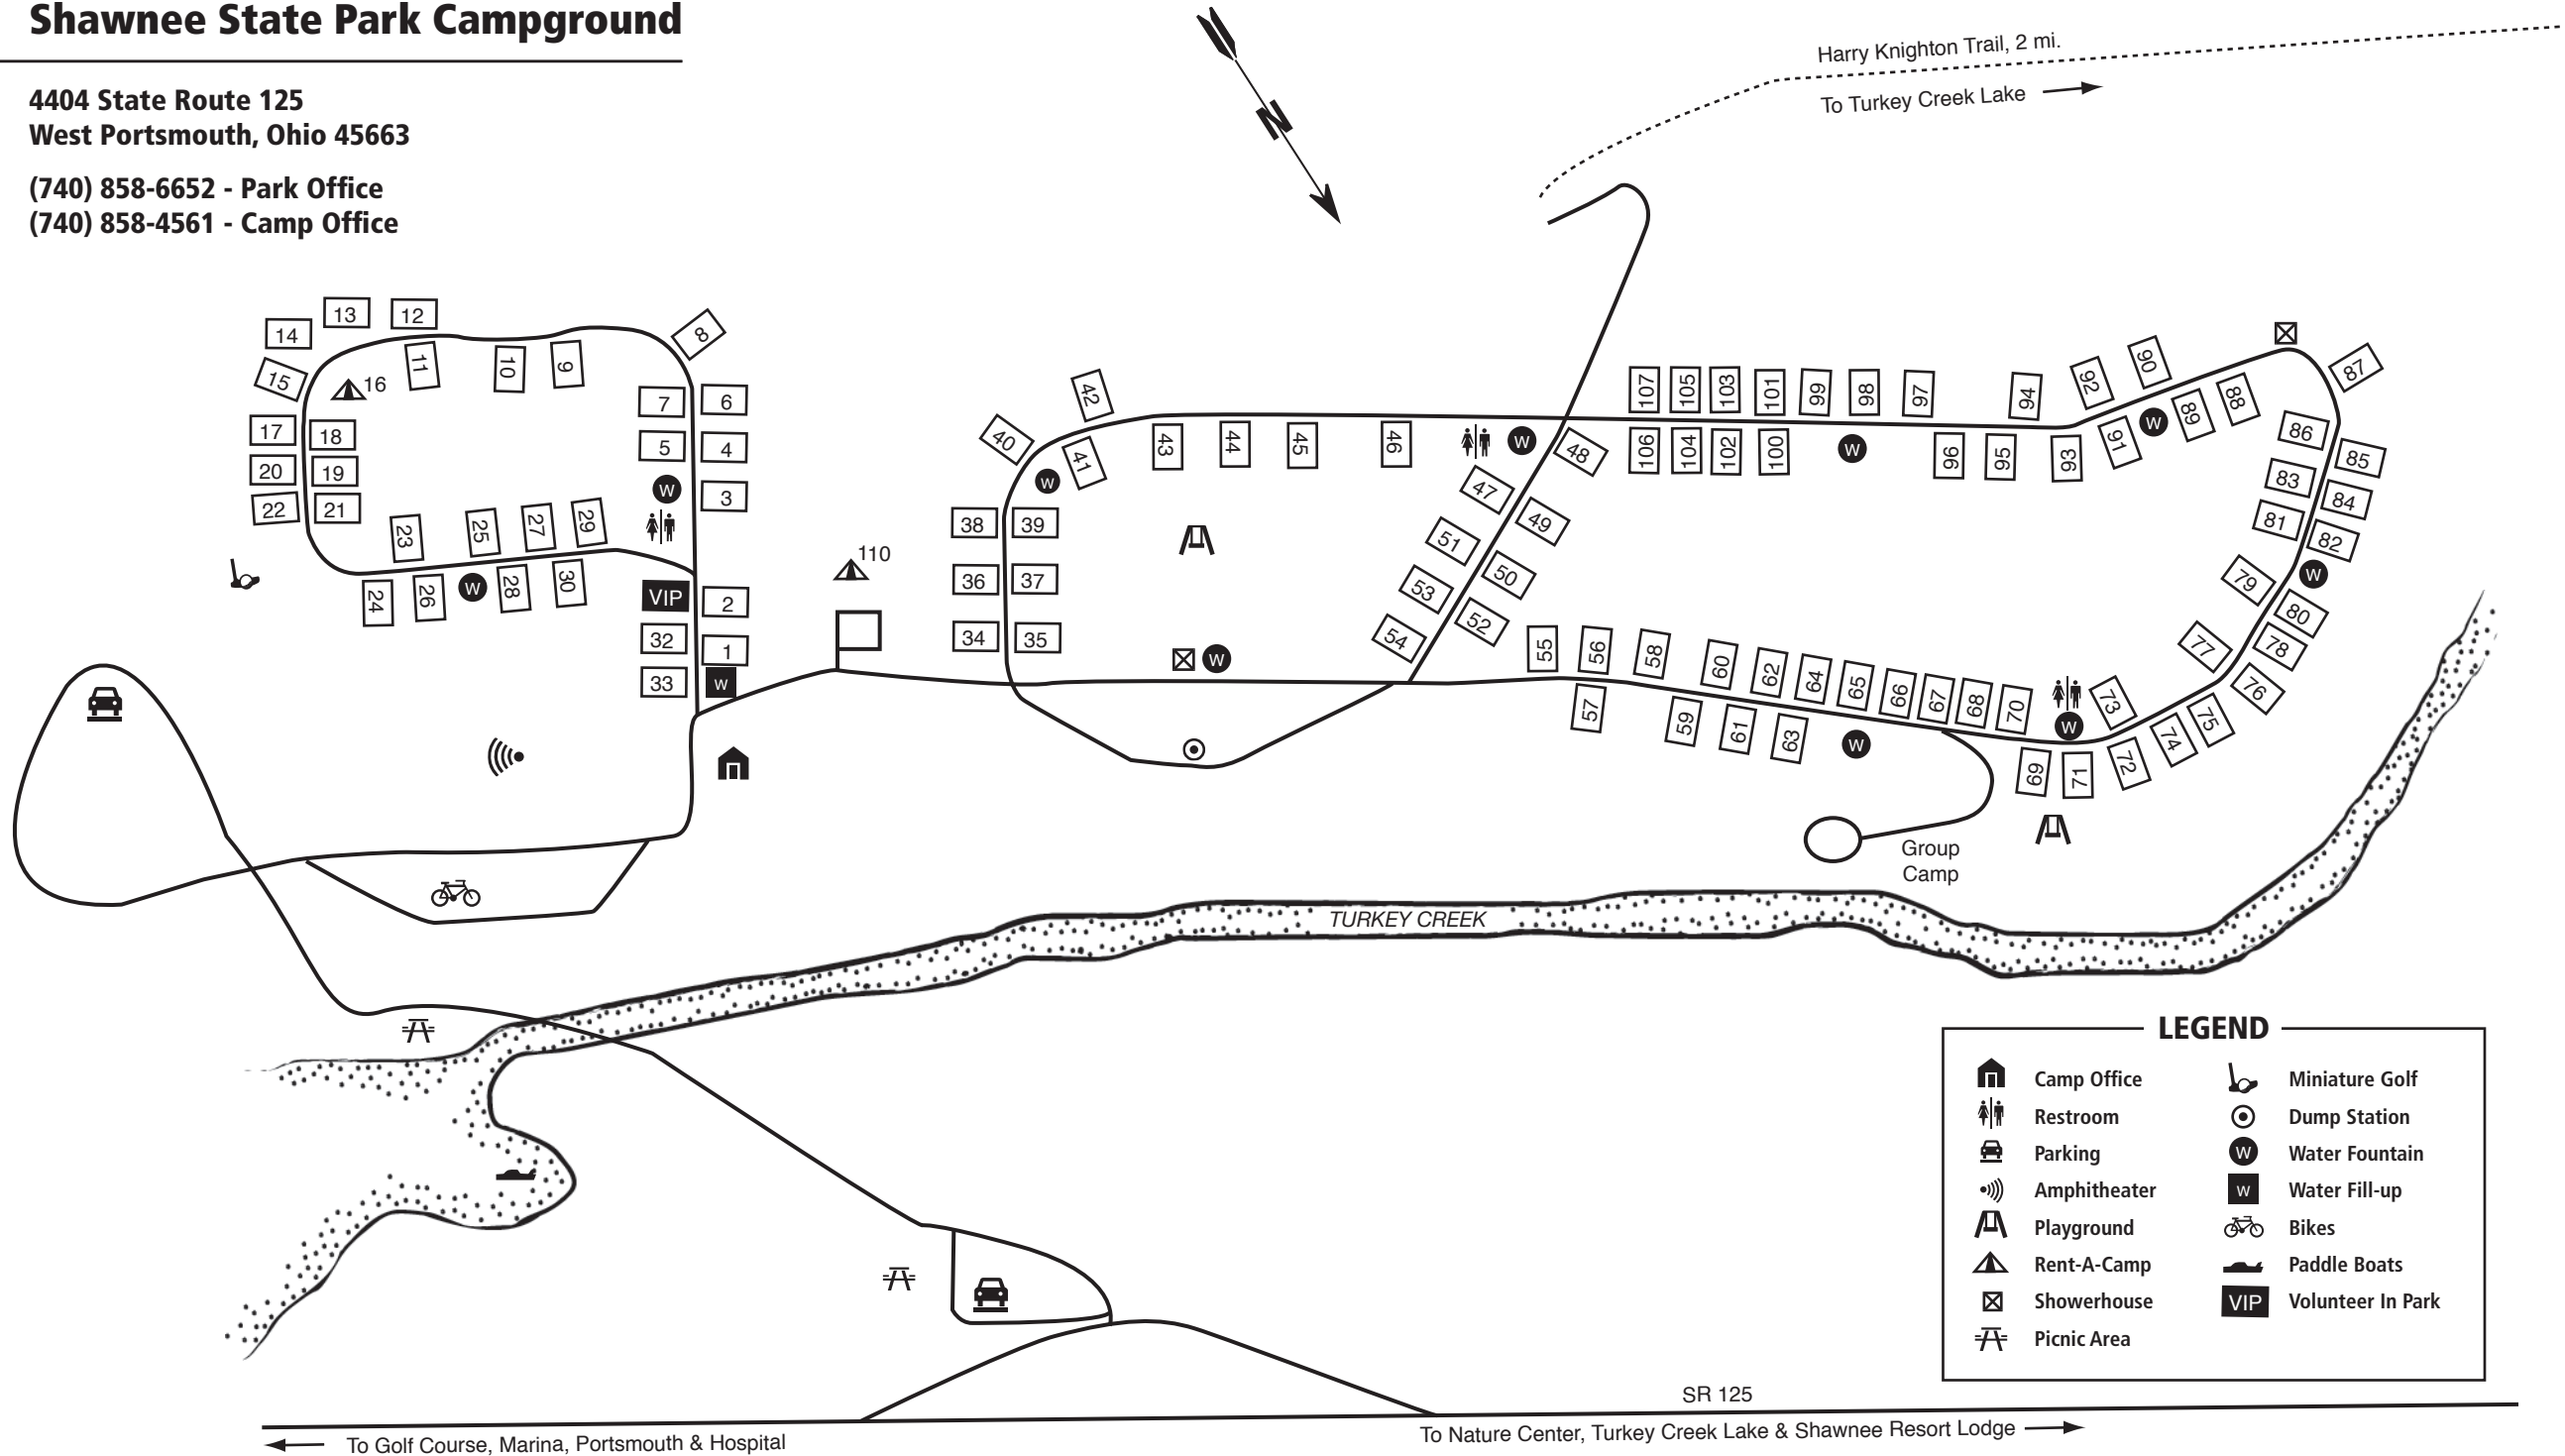 Shawnee State Park Campground
4404 State Route 125
West Portsmouth, Ohio 45663
(740) 858-6652 - Park Office
(740) 858-4561 - Camp Office
N
Harry Knighton Trail, 2 mi.
To Turkey Creek Lake
13
12
14
8
11
10
9
15
16
7
6
17
18
5
4
20
19
W
3
22
21
23
25
27
29
24
26
W
28
30
VIP
2
32
1
33
W
110
42
40
41
43
44
45
46
W
W
38
39
36
37
34
35
W
48
47
49
51
50
53
52
54
107
105
103
101
99
98
97
94
92
90
87
106
104
102
100
W
96
95
93
91
W
89
88
86
85
83
84
81
82
79
W
80
77
78
76
55
56
58
60
62
64
65
66
67
68
70
73
57
59
61
63
W
W
75
74
72
69
71
Group
Camp
TURKEY CREEK
LEGEND
Camp Office
Restroom
Parking
Amphitheater
Playground
Rent-A-Camp
Showerhouse
Picnic Area
Miniature Golf
Dump Station
W Water Fountain
W Water Fill-up
Bikes
Paddle Boats
VIP Volunteer In Park
SR 125
To Golf Course, Marina, Portsmouth & Hospital
To Nature Center, Turkey Creek Lake & Shawnee Resort Lodge